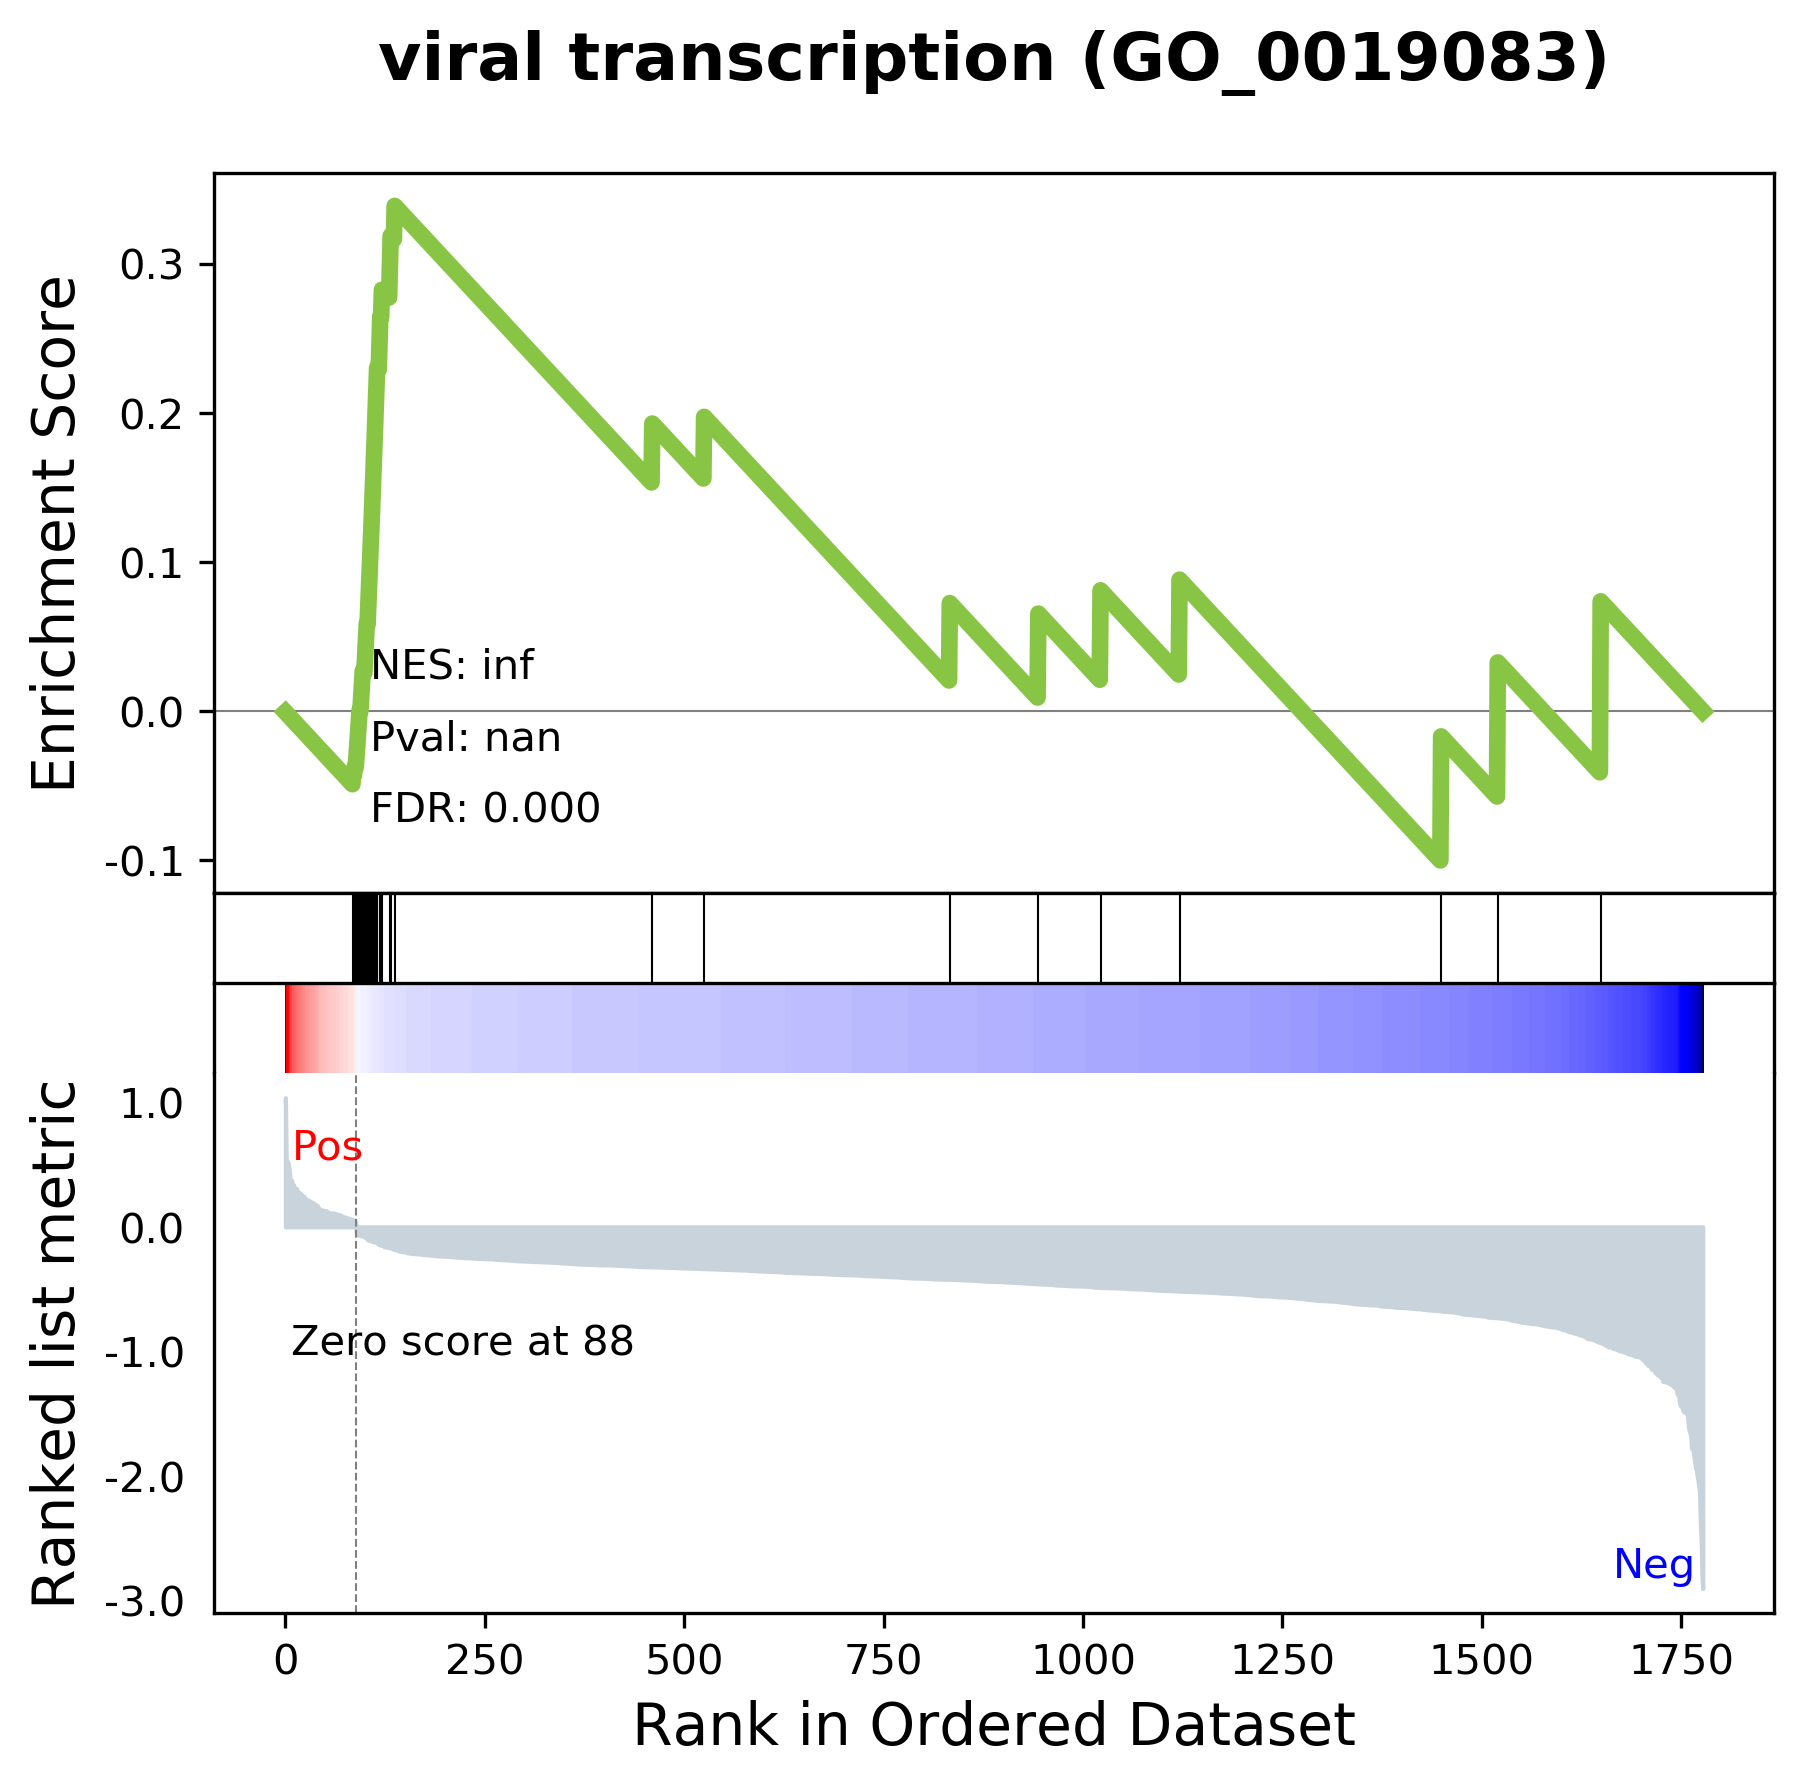 viral transcription (GO_0019083)
Enrichment Score
0.3
0.2
0.1
0.0
-0.1
NES: inf
Pval: nan
FDR: 0.000
Ranked list metric
1.0
0.0
-1.0
-2.0
-3.0
Pos
Zero score at 88
Neg
0 250 500 750 1000 1250 1500 1750
Rank in Ordered Dataset